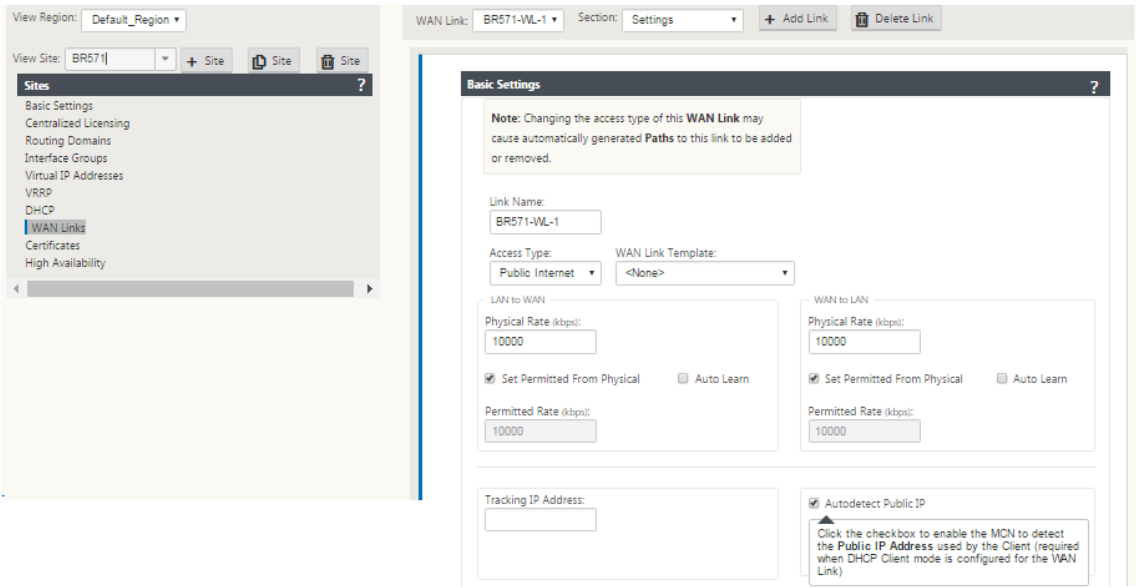 View Region: Default_Region
View Site: BR571 + Site Site Site
Sites ?
Basic Settings
Centralized Licensing
Routing Domains
Interface Groups
Virtual IP Addresses
VRRP
DHCP
WAN Links
Certificates
High Availability
WAN Link: BR571-WL-1 Section: Settings + Add Link Delete Link
Basic Settings ?
Note: Changing the access type of this WAN Link may
cause automatically generated Paths to this link to be added
or removed.
Link Name:
BR571-WL-1
Access Type: WAN Link Template:
Public Internet <None>
LAN to WAN
Physical Rate (kbps):
10000
Set Permitted From Physical Auto Learn
Permitted Rate (kbps):
10000
WAN to LAN
Physical Rate (kbps):
10000
Set Permitted From Physical Auto Learn
Permitted Rate (kbps):
10000
Tracking IP Address:
Autodetect Public IP
Click the checkbox to enable the MCN to detect
the Public IP Address used by the Client (required
when DHCP Client mode is configured for the WAN
Link)